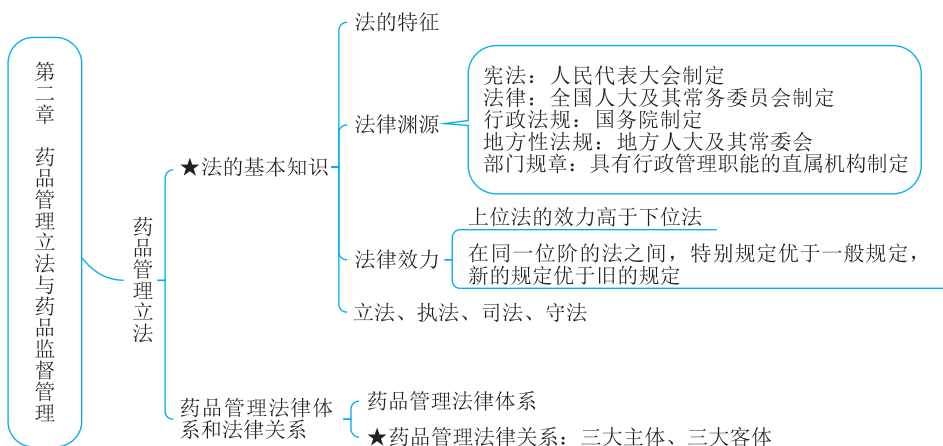 第二章 药品管理立法与药品监督管理
药品管理立法
★法的基本知识
法的特征
法律渊源
宪法：人民代表大会制定
法律：全国人大及其常务委员会制定
行政法规：国务院制定
地方性法规：地方人大及其常委会
部门规章：具有行政管理职能的直属机构制定
法律效力
上位法的效力高于下位法
在同一位阶的法之间，特别规定优于一般规定，
新的规定优于旧的规定
立法、执法、司法、守法
药品管理法律体
系和法律关系
药品管理法律体系
★药品管理法律关系：三大主体、三大客体